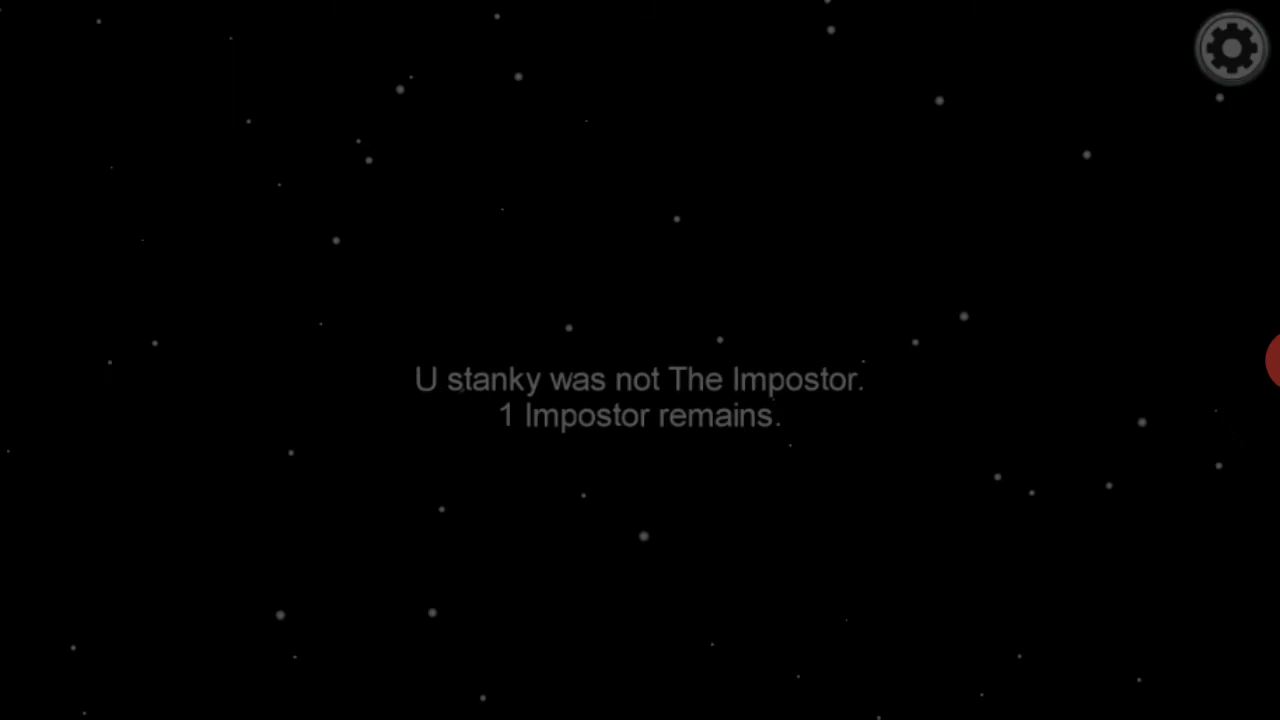 U stanky was not The Impostor.
1 Impostor remains.